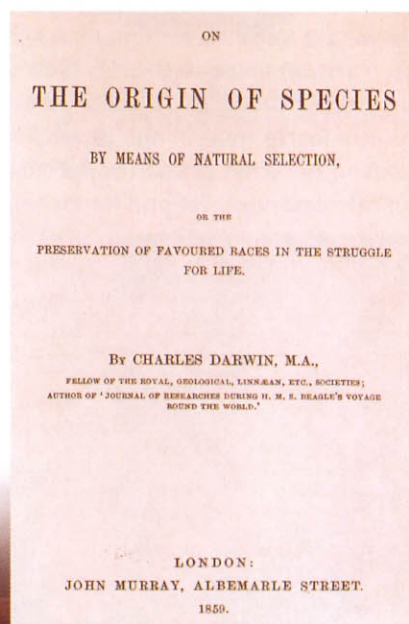 ON
THE ORIGIN OF SPECIES
BY MEANS OF NATURAL SELECTION,
OR THE
PRESERVATION OF FAVOURED RACES IN THE STRUGGLE
FOR LIFE.
BY CHARLES DARWIN, M.A.,
FELLOW OF THE ROYAL, GEOLOGICAL, LINNÆAN, ETC., SOCIETIES;
AUTHOR OF 'JOURNAL OF RESEARCHES DURING H. M. S. BEAGLE'S VOYAGE
ROUND THE WORLD.'
LONDON:
JOHN MURRAY, ALBEMARLE STREET.
1859.